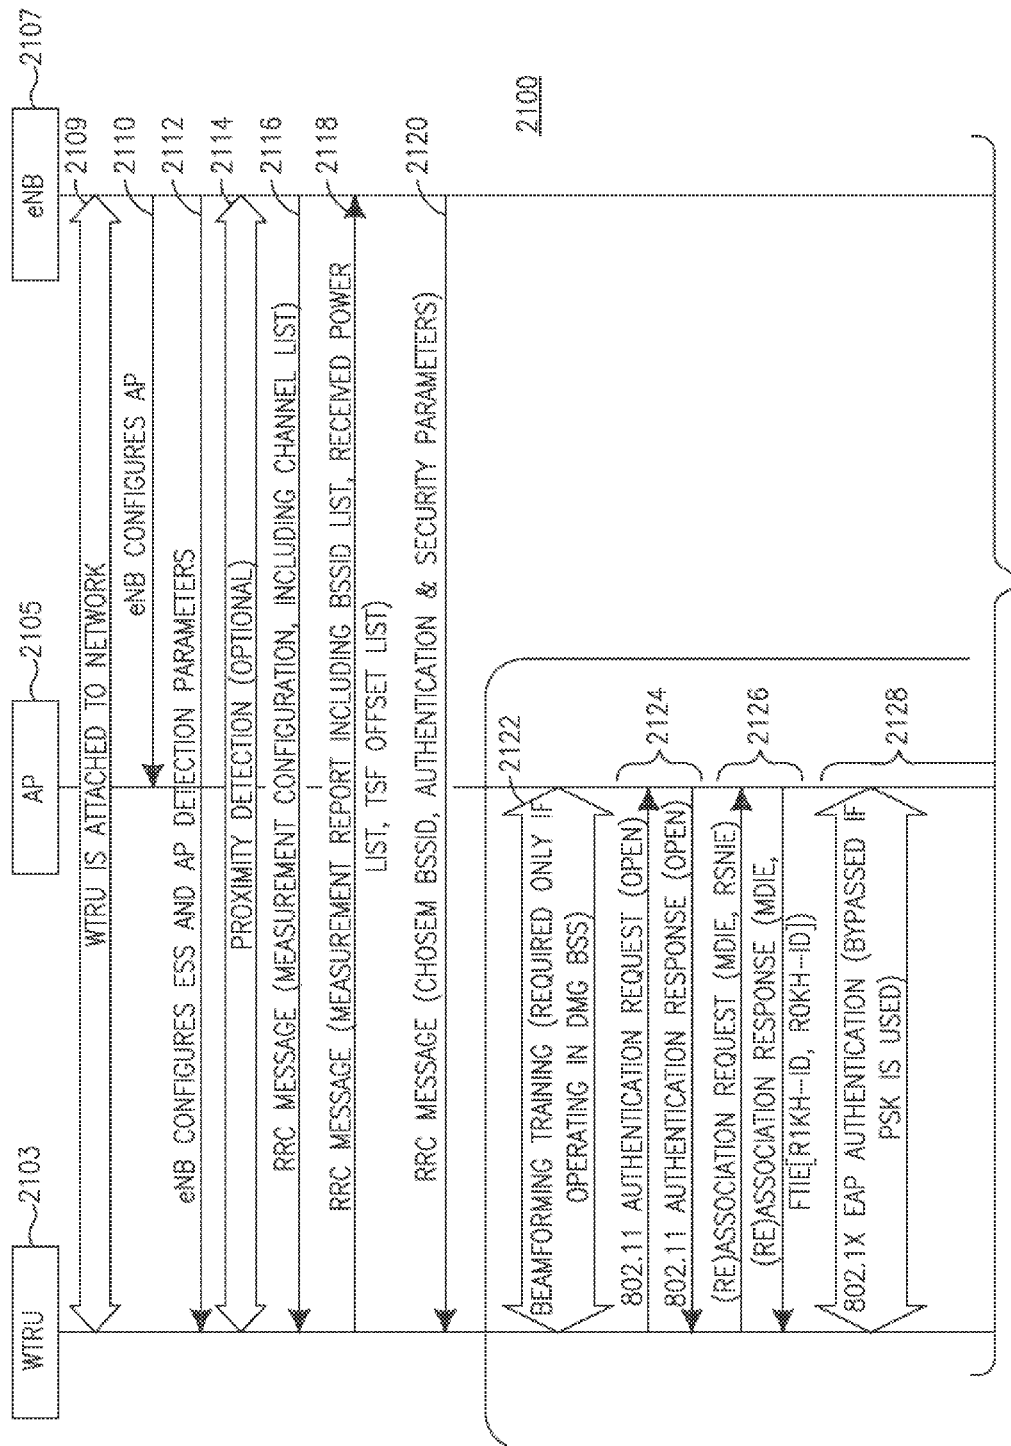 WTRU
2103
AP
2105
eNB
2107
WTRU IS ATTACHED TO NETWORK
2109
eNB CONFIGURES AP
2110
eNB CONFIGURES ESS AND AP DETECTION PARAMETERS
2112
PROXIMITY DETECTION (OPTIONAL)
2114
RRC MESSAGE (MEASUREMENT CONFIGURATION, INCLUDING CHANNEL LIST)
2116
RRC MESSAGE (MEASUREMENT REPORT INCLUDING BSSID LIST, RECEIVED POWER
LIST, TSF OFFSET LIST)
2118
RRC MESSAGE (CHOSEM BSSID, AUTHENTICATION & SECURITY PARAMETERS)
2120
2100
BEAMFORMING TRAINING (REQUIRED ONLY IF
OPERATING IN DMG BSS)
2122
802.11 AUTHENTICATION REQUEST (OPEN)
802.11 AUTHENTICATION RESPONSE (OPEN)
2124
(RE)ASSOCIATION REQUEST (MDIE, RSNIE)
(RE)ASSOCIATION RESPONSE (MDIE,
FTIE[R1KH-ID, R0KH-ID])
2126
802.1X EAP AUTHENTICATION (BYPASSED IF
PSK IS USED)
2128